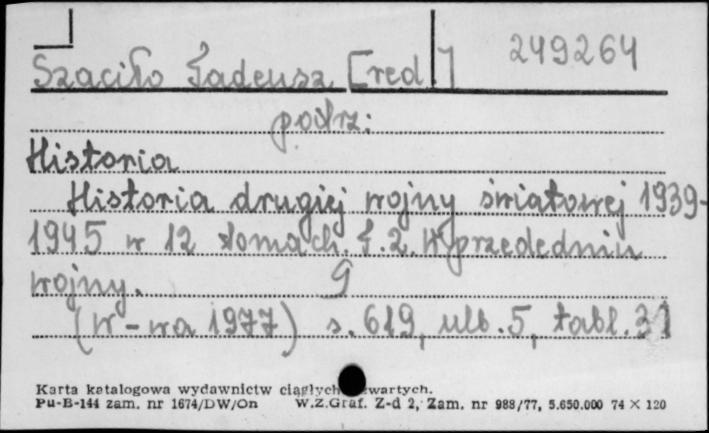 Szaciło Tadeusz [red.] 249264
patrz:
Historia
Historia drugiej wojny światowej 1939-
1945 w 12 tomach. T.2. W przededniu
wojny. 9
(W-wa 1977) s. 619, ulb. 5, tabl. 31
Karta katalogowa wydawnictw ciągłych
Pu-B-144 zam. nr 1674/DW/On W.Z.Graf. Z-d 2, Zam. nr 988/77, 5.650.000 74 × 120